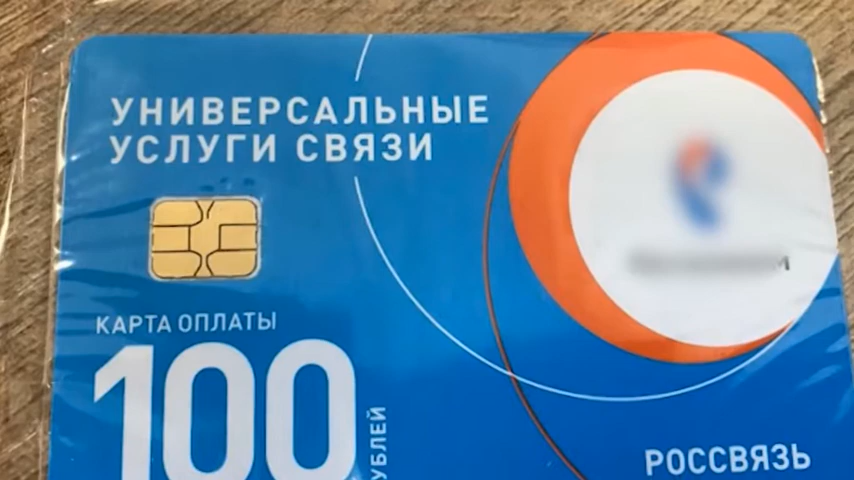 УНИВЕРСАЛЬНЫЕ
УСЛУГИ СВЯЗИ
КАРТА ОПЛАТЫ
100
РОССВЯЗЬ